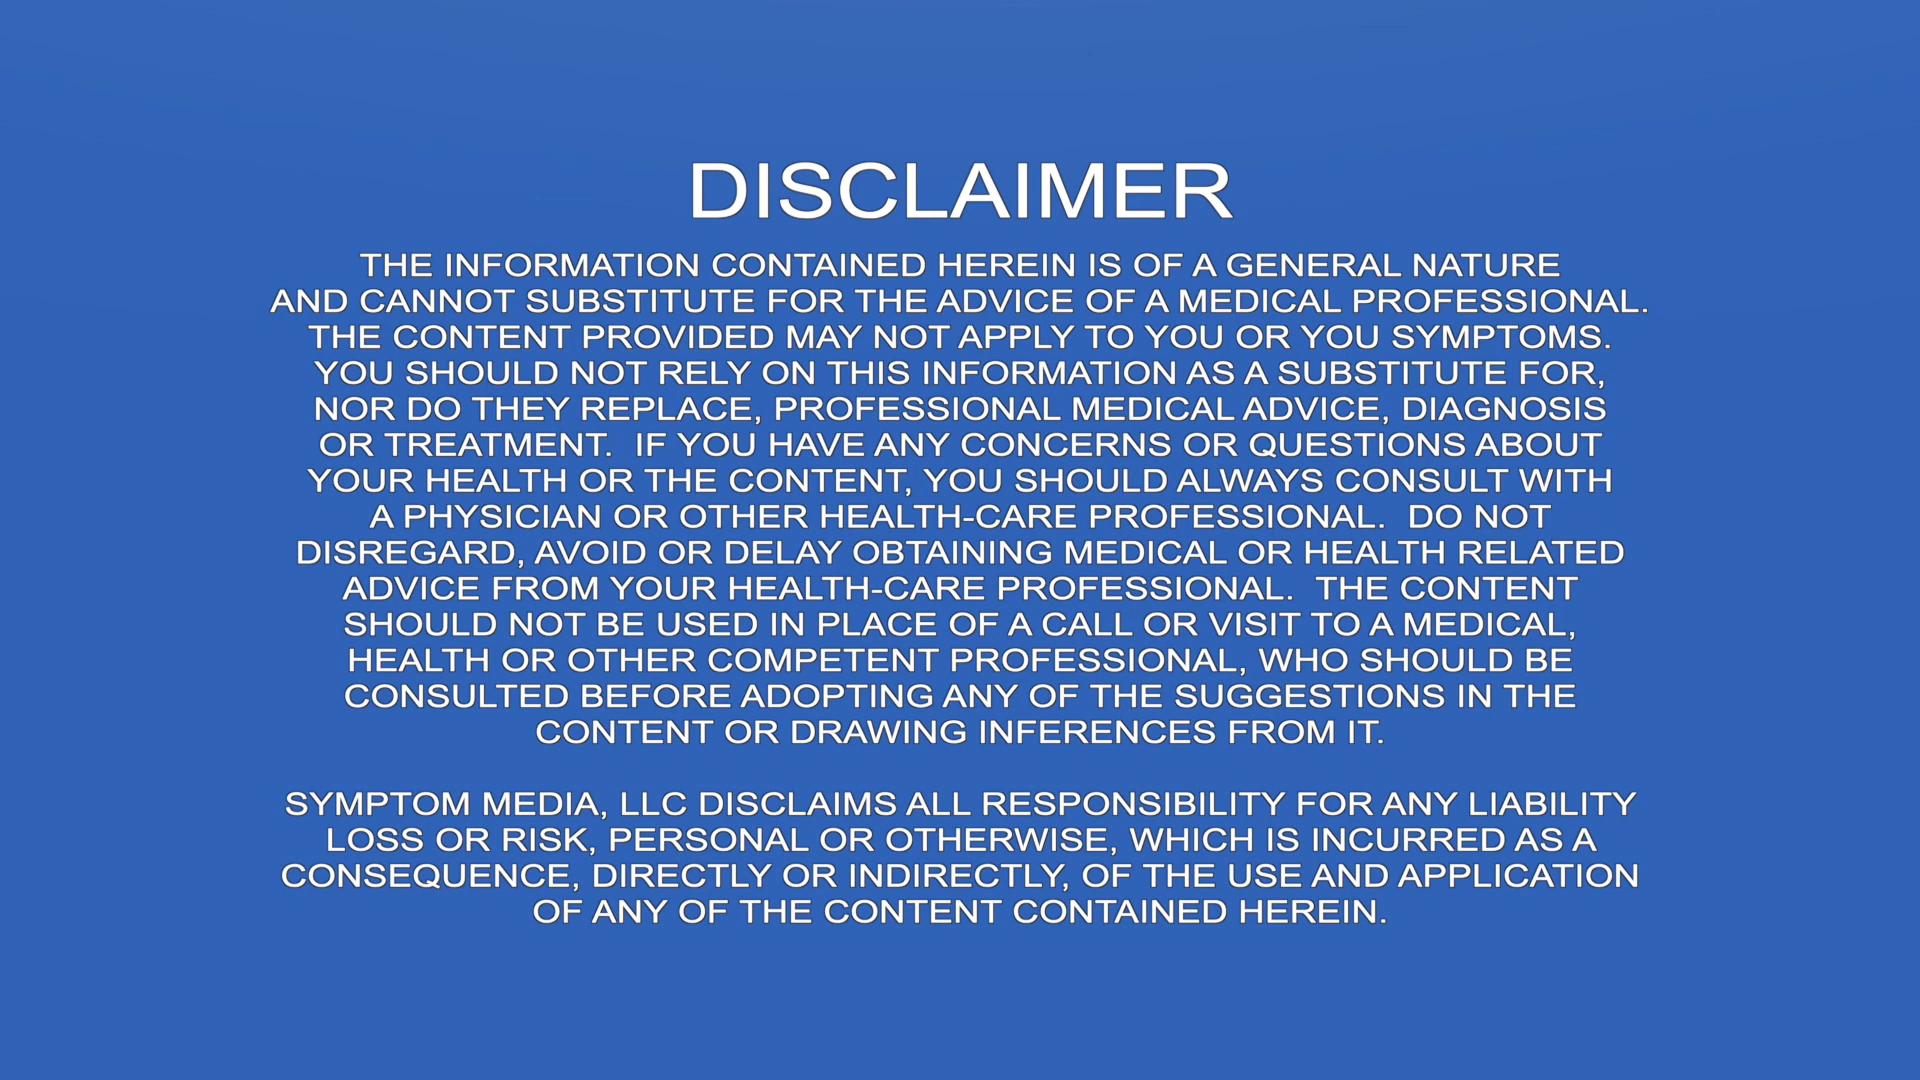 DISCLAIMER
THE INFORMATION CONTAINED HEREIN IS OF A GENERAL NATURE
AND CANNOT SUBSTITUTE FOR THE ADVICE OF A MEDICAL PROFESSIONAL.
THE CONTENT PROVIDED MAY NOT APPLY TO YOU OR YOU SYMPTOMS.
YOU SHOULD NOT RELY ON THIS INFORMATION AS A SUBSTITUTE FOR,
NOR DO THEY REPLACE, PROFESSIONAL MEDICAL ADVICE, DIAGNOSIS
OR TREATMENT.  IF YOU HAVE ANY CONCERNS OR QUESTIONS ABOUT
YOUR HEALTH OR THE CONTENT, YOU SHOULD ALWAYS CONSULT WITH
A PHYSICIAN OR OTHER HEALTH-CARE PROFESSIONAL.  DO NOT
DISREGARD, AVOID OR DELAY OBTAINING MEDICAL OR HEALTH RELATED
ADVICE FROM YOUR HEALTH-CARE PROFESSIONAL.  THE CONTENT
SHOULD NOT BE USED IN PLACE OF A CALL OR VISIT TO A MEDICAL,
HEALTH OR OTHER COMPETENT PROFESSIONAL, WHO SHOULD BE
CONSULTED BEFORE ADOPTING ANY OF THE SUGGESTIONS IN THE
CONTENT OR DRAWING INFERENCES FROM IT.
SYMPTOM MEDIA, LLC DISCLAIMS ALL RESPONSIBILITY FOR ANY LIABILITY
LOSS OR RISK, PERSONAL OR OTHERWISE, WHICH IS INCURRED AS A
CONSEQUENCE, DIRECTLY OR INDIRECTLY, OF THE USE AND APPLICATION
OF ANY OF THE CONTENT CONTAINED HEREIN.